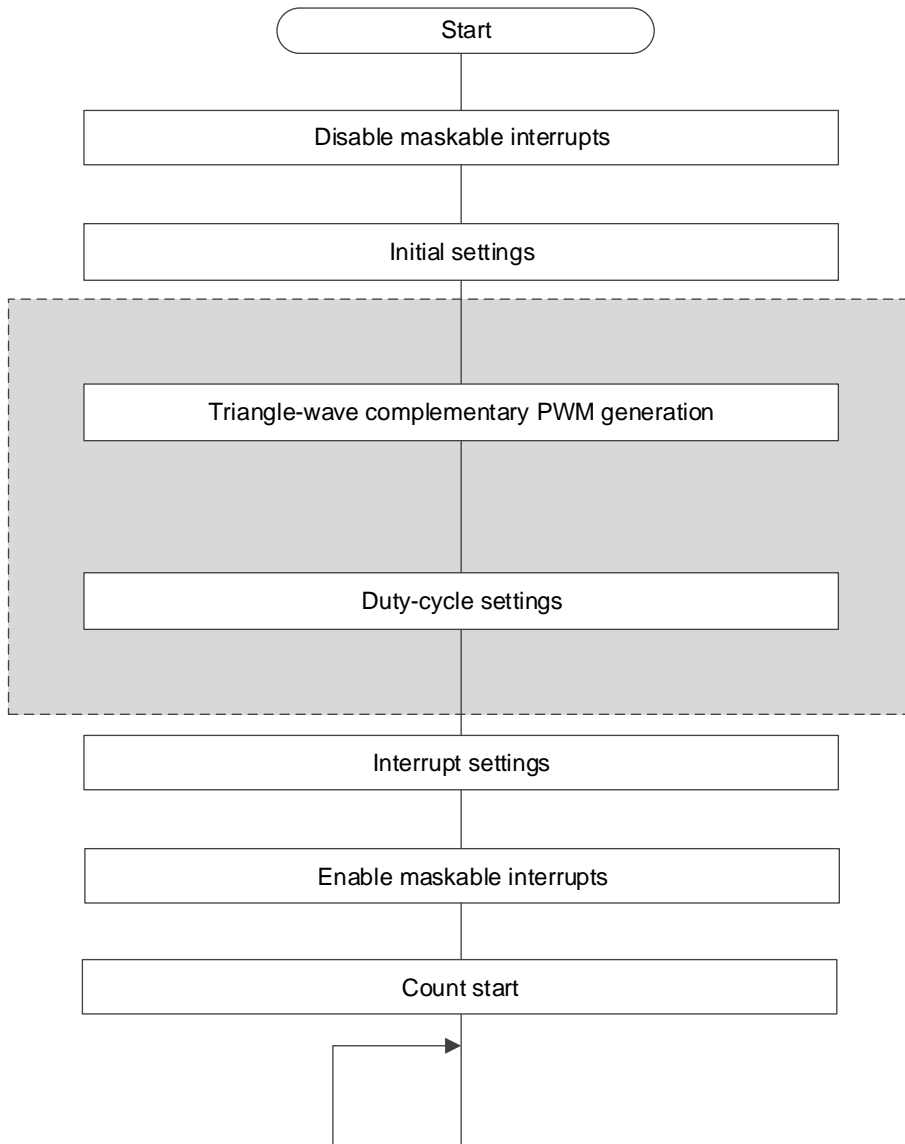 Start
Disable maskable interrupts
Initial settings
Triangle-wave complementary PWM generation
Duty-cycle settings
Interrupt settings
Enable maskable interrupts
Count start